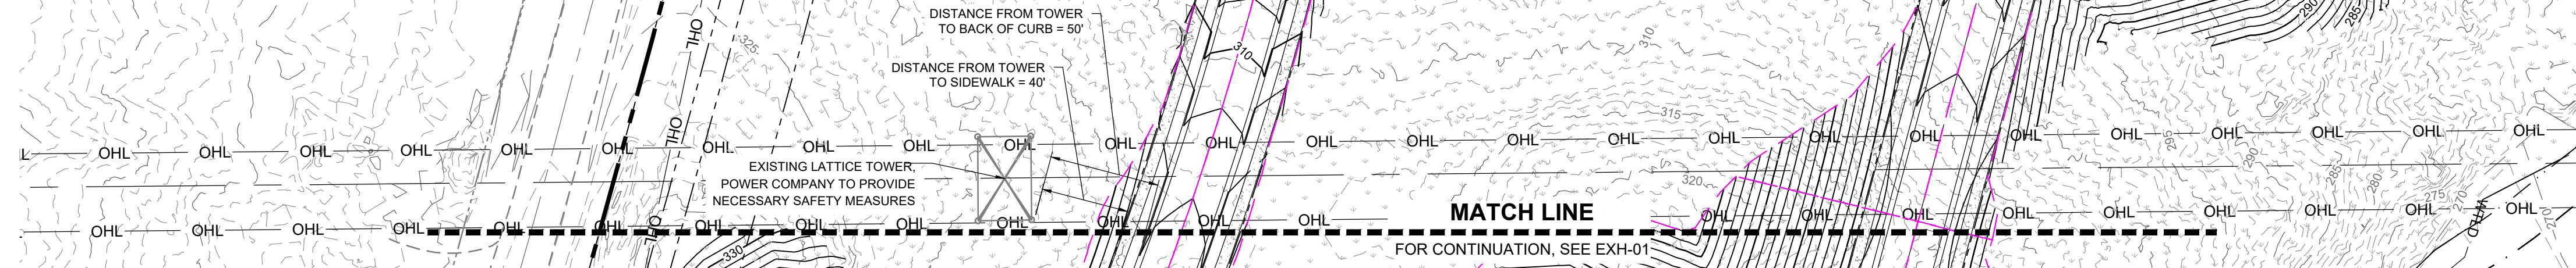 DISTANCE FROM TOWER
TO BACK OF CURB = 50'
DISTANCE FROM TOWER
TO SIDEWALK = 40'
OHL
325
310
310
290
285
OHL
315
OHL OHL OHL OHL OHL OHL OHL OHL OHL OHL OHL OHL OHL OHL OHL OHL OHL OHL OHL OHL OHL OHL OHL OHL OHL
EXISTING LATTICE TOWER,
POWER COMPANY TO PROVIDE
NECESSARY SAFETY MEASURES
320
295
290
285
280
275
270
270
OHL OHL OHL OHL OHL OHL OHL OHL OHL OHL OHL OHL OHL OHL OHL OHL OHL OHL OHL OHL OHL OHL
OHL
MATCH LINE
FOR CONTINUATION, SEE EXH-01
330